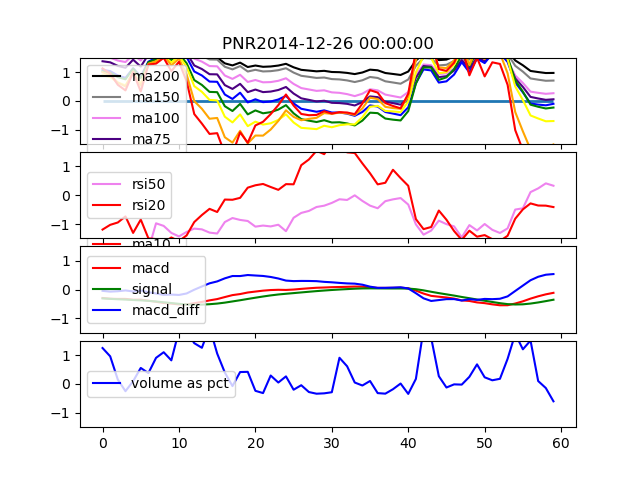 PNR2014-12-26 00:00:00
1
0
−1
ma200
ma150
ma100
ma75
1
0
−1
rsi50
rsi20
ma10
1
0
−1
macd
signal
macd_diff
1
0
−1
volume as pct
0 10 20 30 40 50 60